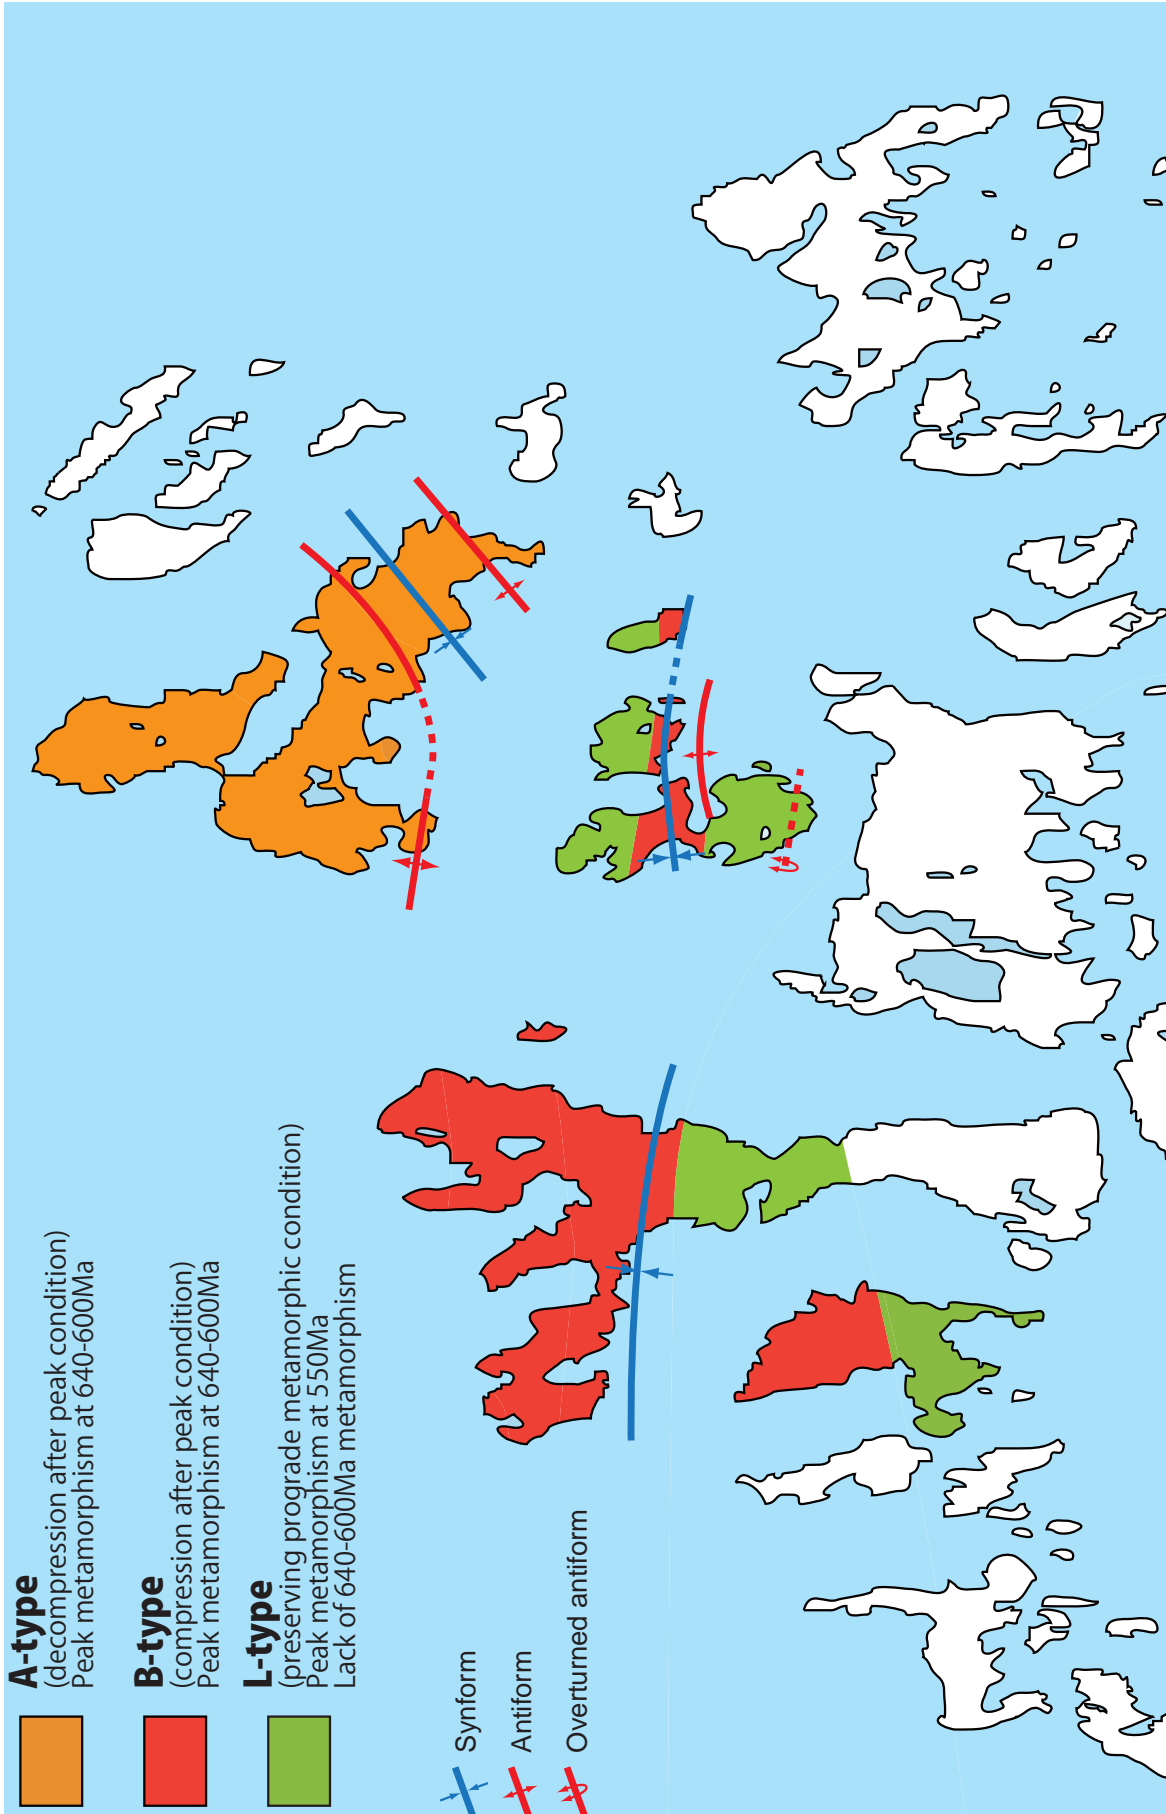 A-type
(decompression after peak condition)
Peak metamorphism at 640-600Ma
B-type
(compression after peak condition)
Peak metamorphism at 640-600Ma
L-type
(preserving prograde metamorphic condition)
Peak metamorphism at 550Ma
Lack of 640-600Ma metamorphism
Synform
Antiform
Overturned antiform